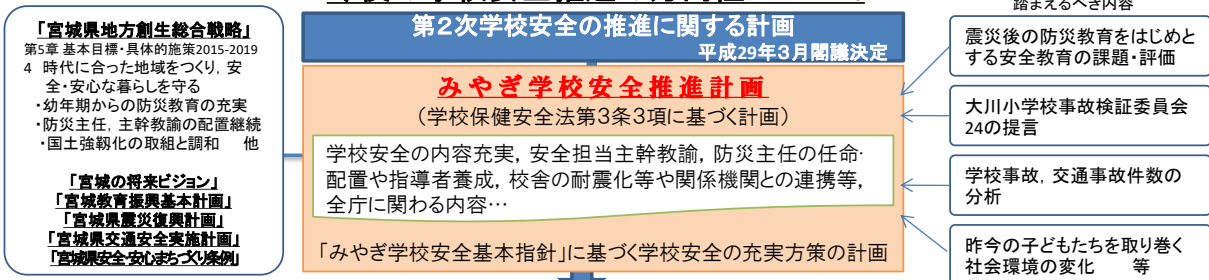 踏まえるべき内容
「宮城県地方創生総合戦略」
第5章 基本目標・具体的施策2015-2019
4 時代に合った地域をつくり，安
全・安心な暮らしを守る
・幼年期からの防災教育の充実
・防災主任，主幹教諭の配置継続
・国土強靱化の取組と調和 他
「宮城の将来ビジョン」
「宮城教育振興基本計画」
「宮城県震災復興計画」
「宮城県交通安全実施計画」
「宮城県安全・安心まちづくり条例」
第２次学校安全の推進に関する計画
平成29年３月閣議決定
みやぎ学校安全推進計画
（学校保健安全法第３条３項に基づく計画）
学校安全の内容充実，安全担当主幹教諭，防災主任の任命・
配置や指導者養成，校舎の耐震化等や関係機関との連携等，
全庁に関わる内容…
「みやぎ学校安全基本指針」に基づく学校安全の充実方策の計画
震災後の防災教育をはじめと
する安全教育の課題・評価
大川小学校事故検証委員会
24の提言
学校事故，交通事故件数の
分析
昨今の子どもたちを取り巻く
社会環境の変化 等